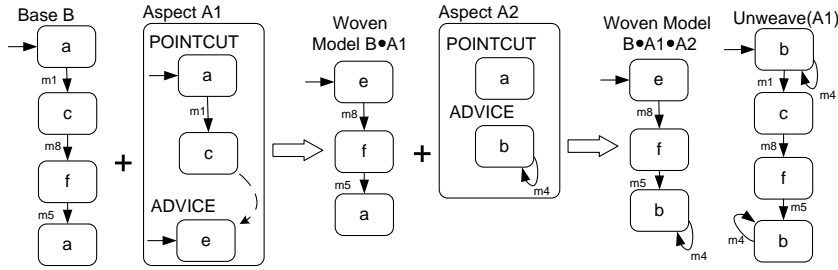 Base B
a
m1
c
m8
f
m5
a
+
Aspect A1
POINTCUT
a
m1
c
ADVICE
e
Woven
Model B•A1
e
m8
f
m5
a
+
Aspect A2
POINTCUT
a
ADVICE
b
m4
Woven Model
B•A1•A2
e
m8
f
m5
b
m4
Unweave(A1)
b
m4
m1
c
m8
f
m5
b
m4